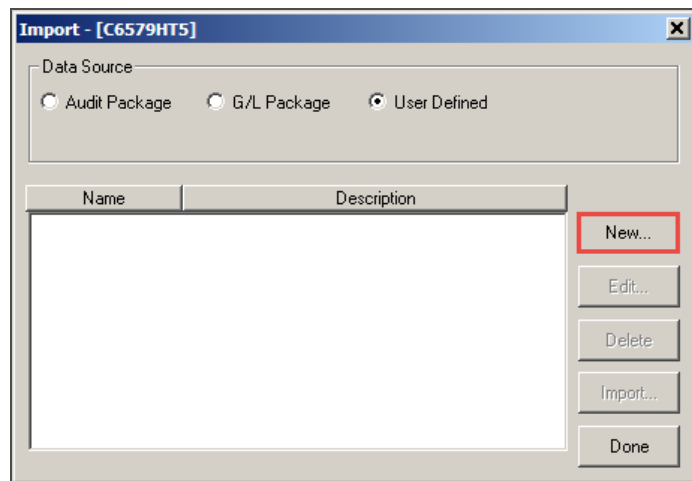 Import - [C6579HT5]
Data Source
Audit Package G/L Package User Defined
Name Description
New...
Edit...
Delete
Import...
Done